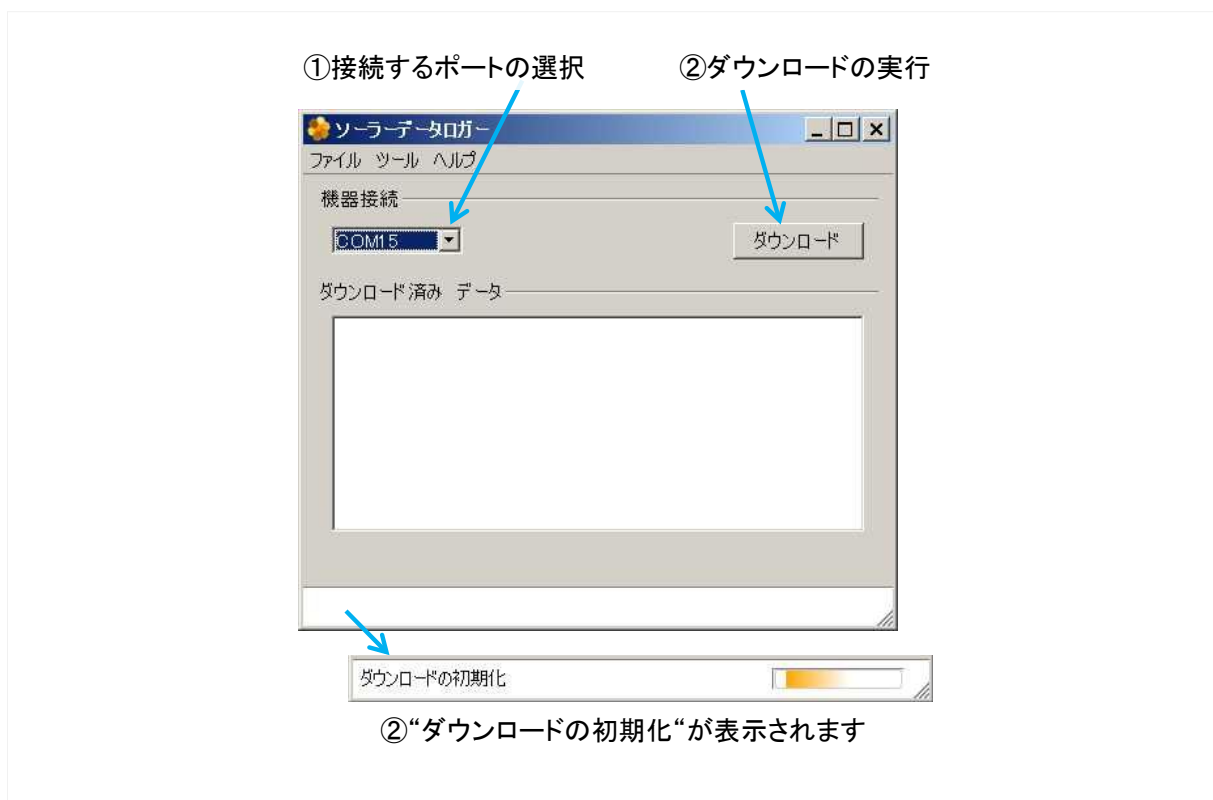 ①接続するポートの選択
②ダウンロードの実行
ソーラーデータロガー
ファイル ツール ヘルプ
機器接続
COM15
ダウンロード
ダウンロード済み データ
ダウンロードの初期化
②“ダウンロードの初期化“が表示されます